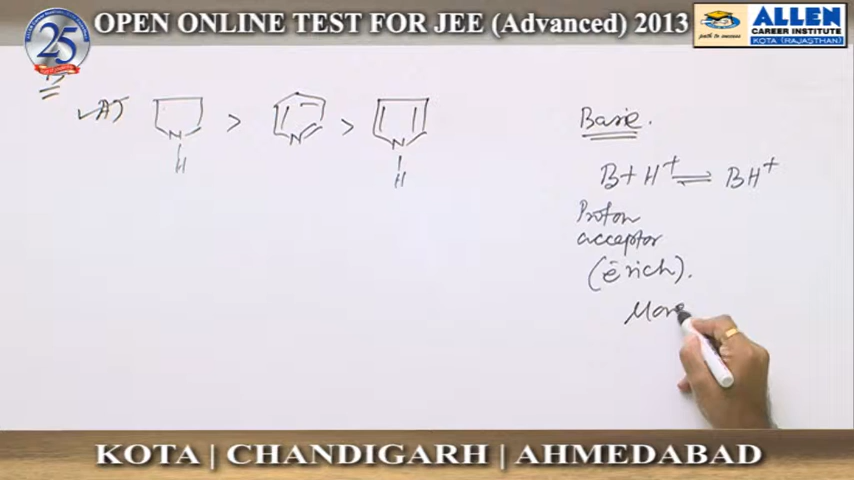 OPEN ONLINE TEST FOR JEE (Advanced) 2013
25
path to success
ALLEN
CAREER INSTITUTE
KOTA (RAJASTHAN)
A)
N > N > N
H
H
Basic.
B + H+ ⇌ BH+
Proton
acceptor
(ē rich).
More
KOTA | CHANDIGARH | AHMEDABAD